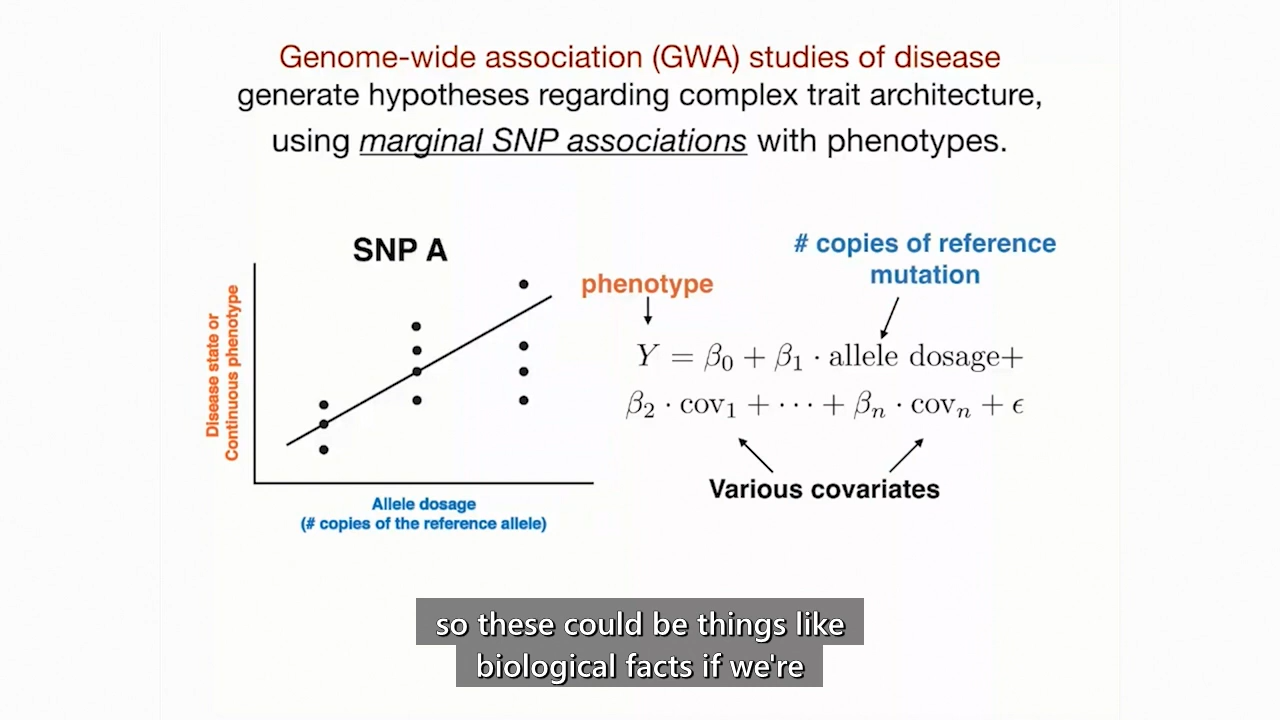 Genome-wide association (GWA) studies of disease
generate hypotheses regarding complex trait architecture,
using marginal SNP associations with phenotypes.
SNP A
Disease state or
Continuous phenotype
Allele dosage
(# copies of the reference allele)
# copies of reference
mutation
phenotype
Y = β₀ + β₁ · allele dosage+
β₂ · cov₁ + ··· + βₙ · covₙ + ϵ
Various covariates
so these could be things like
biological facts if we're